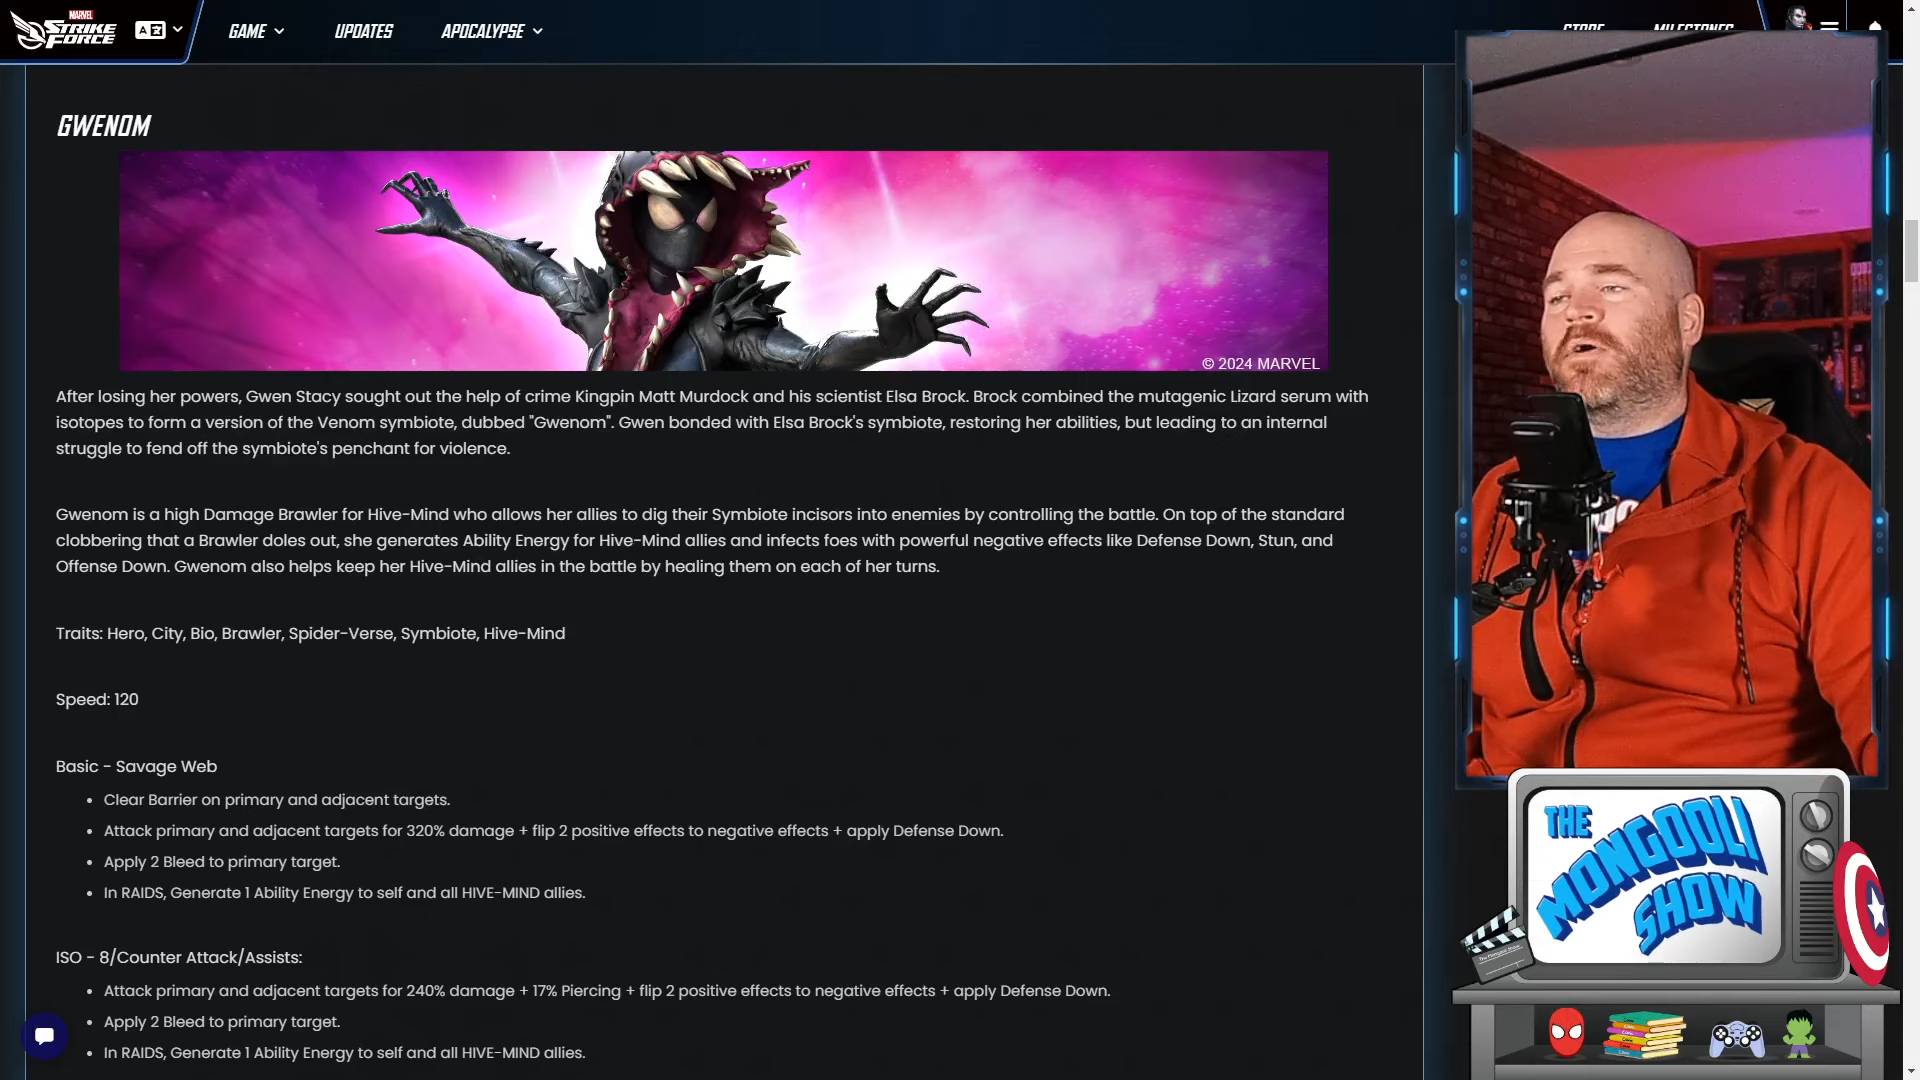 MARVEL
STRIKE
FORCE
GAME
UPDATES
APOCALYPSE
STORE
MILESTONES
GWENOM
© 2024 MARVEL
After losing her powers, Gwen Stacy sought out the help of crime Kingpin Matt Murdock and his scientist Elsa Brock. Brock combined the mutagenic Lizard serum with
isotopes to form a version of the Venom symbiote, dubbed "Gwenom". Gwen bonded with Elsa Brock's symbiote, restoring her abilities, but leading to an internal
struggle to fend off the symbiote's penchant for violence.
Gwenom is a high Damage Brawler for Hive-Mind who allows her allies to dig their Symbiote incisors into enemies by controlling the battle. On top of the standard
clobbering that a Brawler doles out, she generates Ability Energy for Hive-Mind allies and infects foes with powerful negative effects like Defense Down, Stun, and
Offense Down. Gwenom also helps keep her Hive-Mind allies in the battle by healing them on each of her turns.
Traits: Hero, City, Bio, Brawler, Spider-Verse, Symbiote, Hive-Mind
Speed: 120
Basic - Savage Web
• Clear Barrier on primary and adjacent targets.
• Attack primary and adjacent targets for 320% damage + flip 2 positive effects to negative effects + apply Defense Down.
• Apply 2 Bleed to primary target.
• In RAIDS, Generate 1 Ability Energy to self and all HIVE-MIND allies.
ISO - 8/Counter Attack/Assists:
• Attack primary and adjacent targets for 240% damage + 17% Piercing + flip 2 positive effects to negative effects + apply Defense Down.
• Apply 2 Bleed to primary target.
• In RAIDS, Generate 1 Ability Energy to self and all HIVE-MIND allies.
THE
MONGOOLI
SHOW